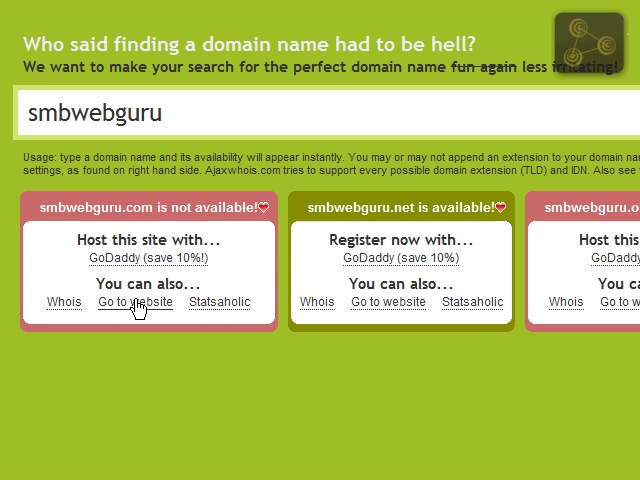 Who said finding a domain name had to be hell?
We want to make your search for the perfect domain name fun again less irritating!
smbwebguru
Usage: type a domain name and its availability will appear instantly. You may or may not append an extension to your domain
settings, as found on right hand side. Ajaxwhois.com tries to support every possible domain extension (TLD) and IDN. Also see
smbwebguru.com is not available!
Host this site with...
GoDaddy (save 10%!)
You can also...
Whois Go to website Statsaholic
smbwebguru.net is available!
Register now with...
GoDaddy (save 10%)
You can also...
Whois Go to website Statsaholic
smbwebguru.o
Host this
GoDaddy
You ca
Whois Go to w